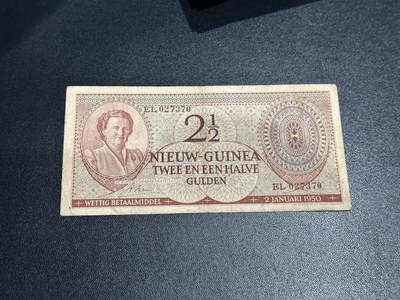 EL 027370
2½
NIEUW-GUINEA
TWEE EN EEN HALVE
GULDEN
EL 027370
WETTIG BETAALMIDDEL
2 JANUARI 1950